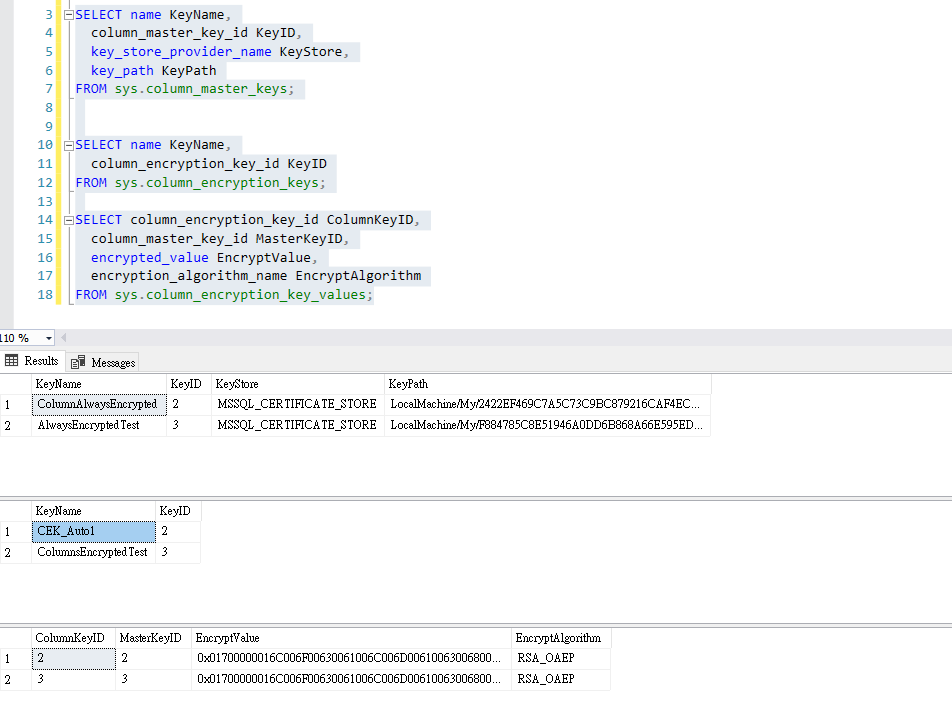 3 SELECT name KeyName,
4 column_master_key_id KeyID,
5 key_store_provider_name KeyStore,
6 key_path KeyPath
7 FROM sys.column_master_keys;
8
9
10 SELECT name KeyName,
11 column_encryption_key_id KeyID
12 FROM sys.column_encryption_keys;
13
14 SELECT column_encryption_key_id ColumnKeyID,
15 column_master_key_id MasterKeyID,
16 encrypted_value EncryptValue,
17 encryption_algorithm_name EncryptAlgorithm
18 FROM sys.column_encryption_key_values;
110 %
Results Messages
KeyName KeyID KeyStore KeyPath
1 ColumnAlwaysEncrypted 2 MSSQL_CERTIFICATE_STORE LocalMachine/My/2422EF469C7A5C73C9BC879216CAF4EC...
2 AlwaysEncryptedTest 3 MSSQL_CERTIFICATE_STORE LocalMachine/My/F884785C8E51946A0DD6B868A66E595ED...
KeyName KeyID
1 CEK_Auto1 2
2 ColumnsEncryptedTest 3
ColumnKeyID MasterKeyID EncryptValue EncryptAlgorithm
1 2 2 0x01700000016C006F00630061006C006D00610063006800... RSA_OAEP
2 3 3 0x01700000016C006F00630061006C006D00610063006800... RSA_OAEP